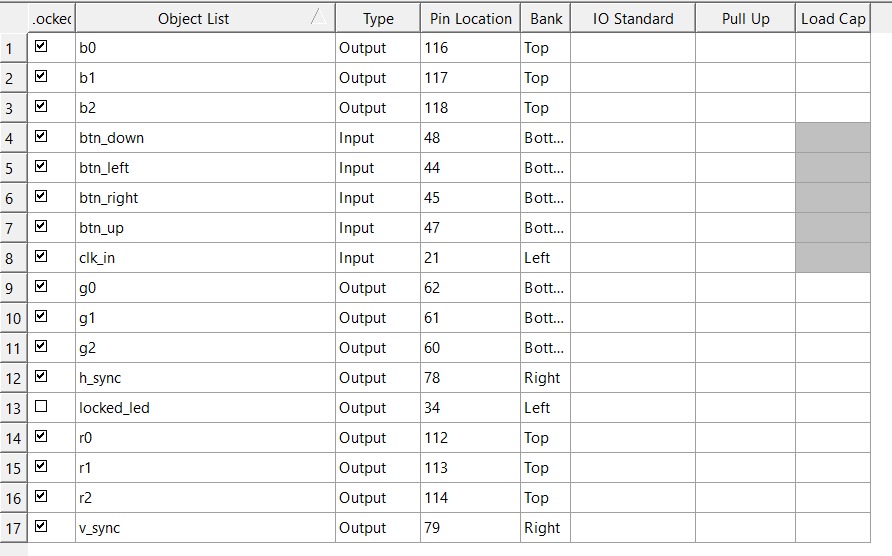 .ocked Object List Type Pin Location Bank IO Standard Pull Up Load Cap
1 b0 Output 116 Top
2 b1 Output 117 Top
3 b2 Output 118 Top
4 btn_down Input 48 Bott...
5 btn_left Input 44 Bott...
6 btn_right Input 45 Bott...
7 btn_up Input 47 Bott...
8 clk_in Input 21 Left
9 g0 Output 62 Bott...
10 g1 Output 61 Bott...
11 g2 Output 60 Bott...
12 h_sync Output 78 Right
13 locked_led Output 34 Left
14 r0 Output 112 Top
15 r1 Output 113 Top
16 r2 Output 114 Top
17 v_sync Output 79 Right